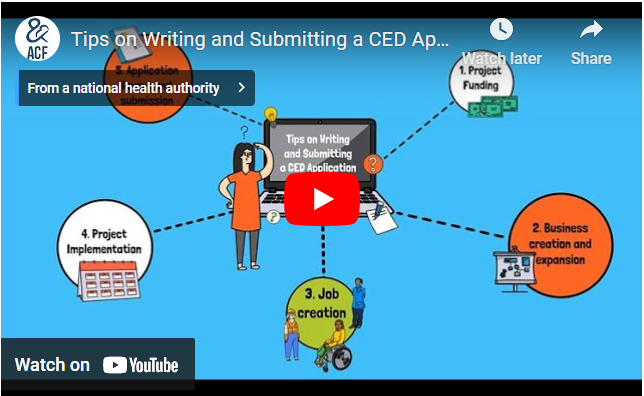 ACF
Tips on Writing and Submitting a CED Ap...
Watch later
Share
From a national health authority
5. Application
submission
1. Project
Funding
Tips on Writing
and Submitting
a CED Application
4. Project
Implementation
2. Business
creation and
expansion
3. Job
creation
Watch on
YouTube